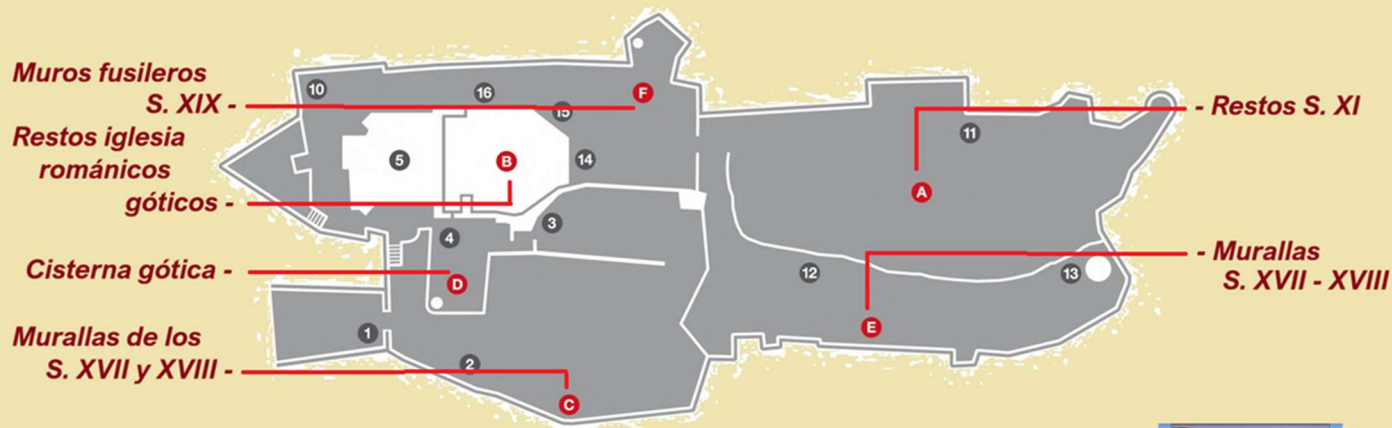 Muros fusileros
S. XIX -
Restos iglesia
románicos
góticos -
Cisterna gótica -
Murallas de los
S. XVII y XVIII -
- Restos S. XI
- Murallas
S. XVII - XVIII
10
16
F
15
11
5
B
14
A
3
4
12
13
D
1
E
2
C